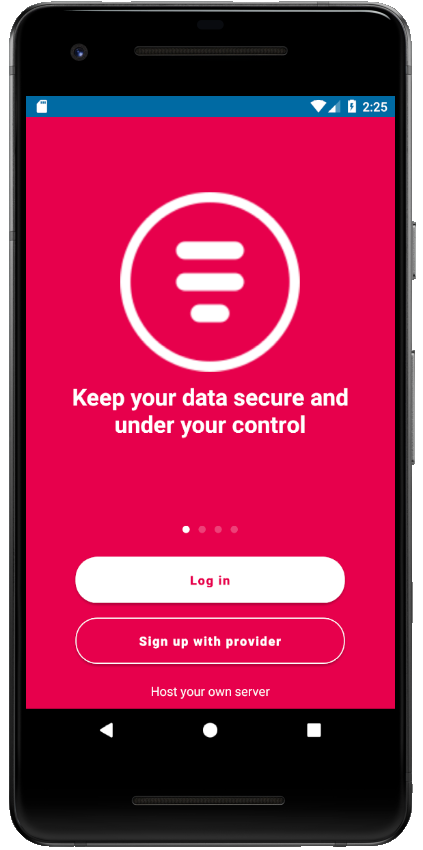 2:25
Keep your data secure and
under your control
Log in
Sign up with provider
Host your own server